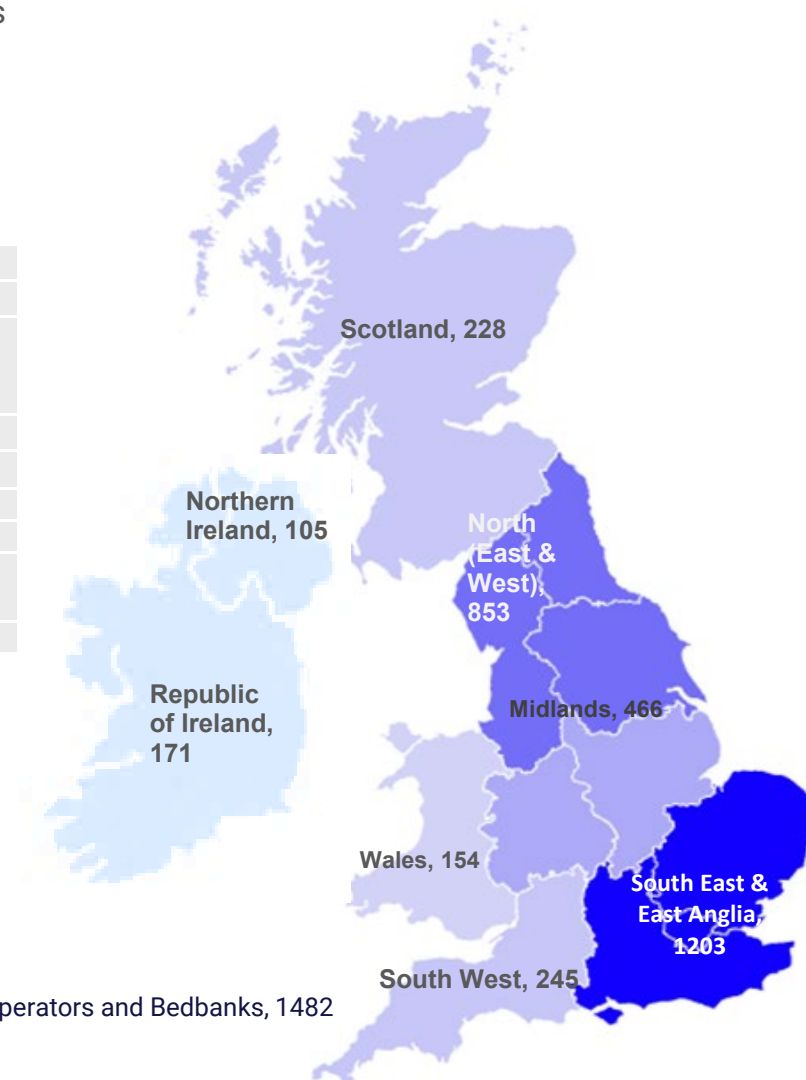 s
Scotland, 228
Northern
Ireland, 105
North
(East &
West),
853
Republic
of Ireland,
171
Midlands, 466
Wales, 154
South East &
East Anglia,
1203
South West, 245
perators and Bedbanks, 1482